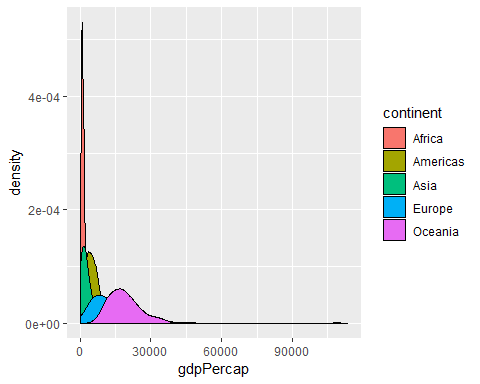 continent
Africa
Americas
Asia
Europe
Oceania
density
4e-04
2e-04
0e+00
0 30000 60000 90000
gdpPercap